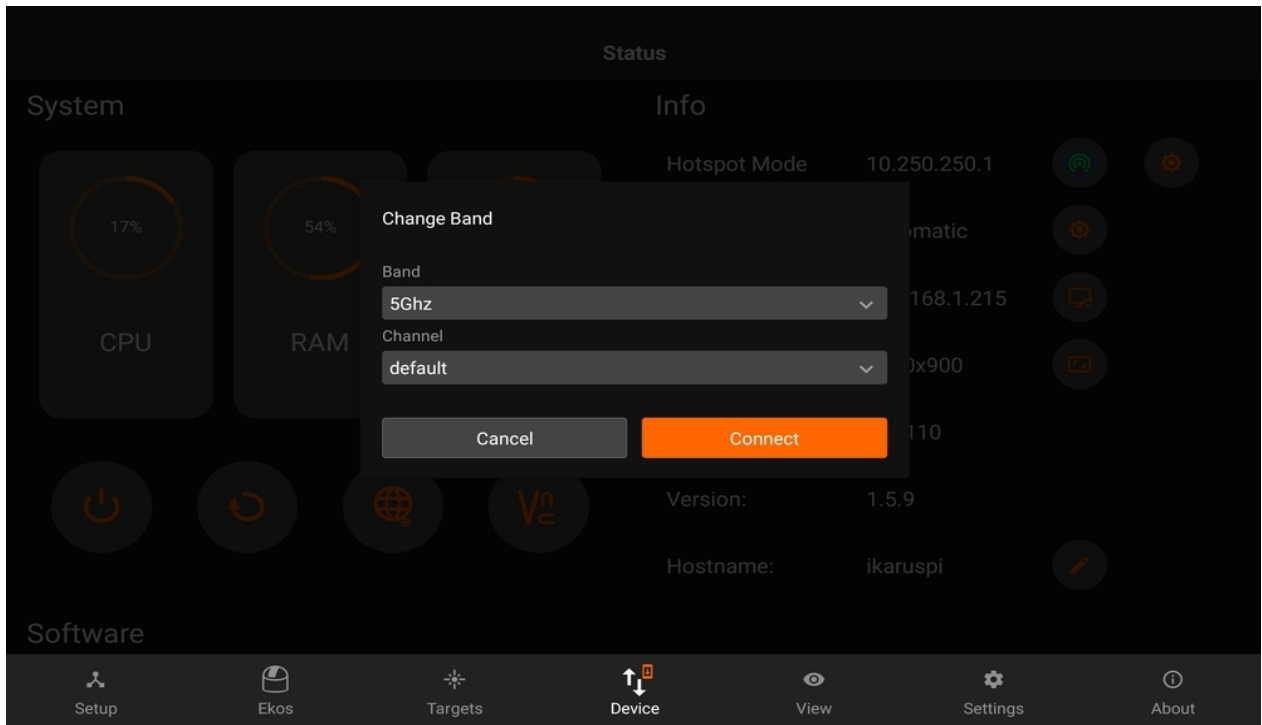 Status
System
Info
17%
54%
CPU
RAM
Hotspot Mode 10.250.250.1
omatic
168.1.215
0x900
110
Version: 1.5.9
Hostname: ikaruspi
Change Band
Band
5Ghz
Channel
default
Cancel Connect
Software
Setup Ekos Targets Device View Settings About